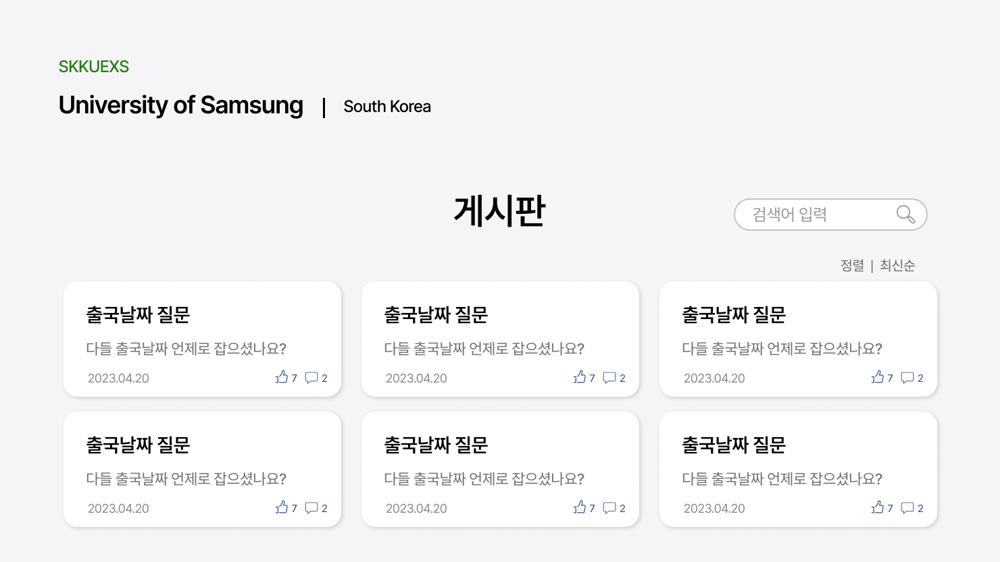 SKKUEXS
University of Samsung | South Korea
게시판
검색어 입력
정렬 | 최신순
출국날짜 질문
다들 출국날짜 언제로 잡으셨나요?
2023.04.20 7 2
출국날짜 질문
다들 출국날짜 언제로 잡으셨나요?
2023.04.20 7 2
출국날짜 질문
다들 출국날짜 언제로 잡으셨나요?
2023.04.20 7 2
출국날짜 질문
다들 출국날짜 언제로 잡으셨나요?
2023.04.20 7 2
출국날짜 질문
다들 출국날짜 언제로 잡으셨나요?
2023.04.20 7 2
출국날짜 질문
다들 출국날짜 언제로 잡으셨나요?
2023.04.20 7 2